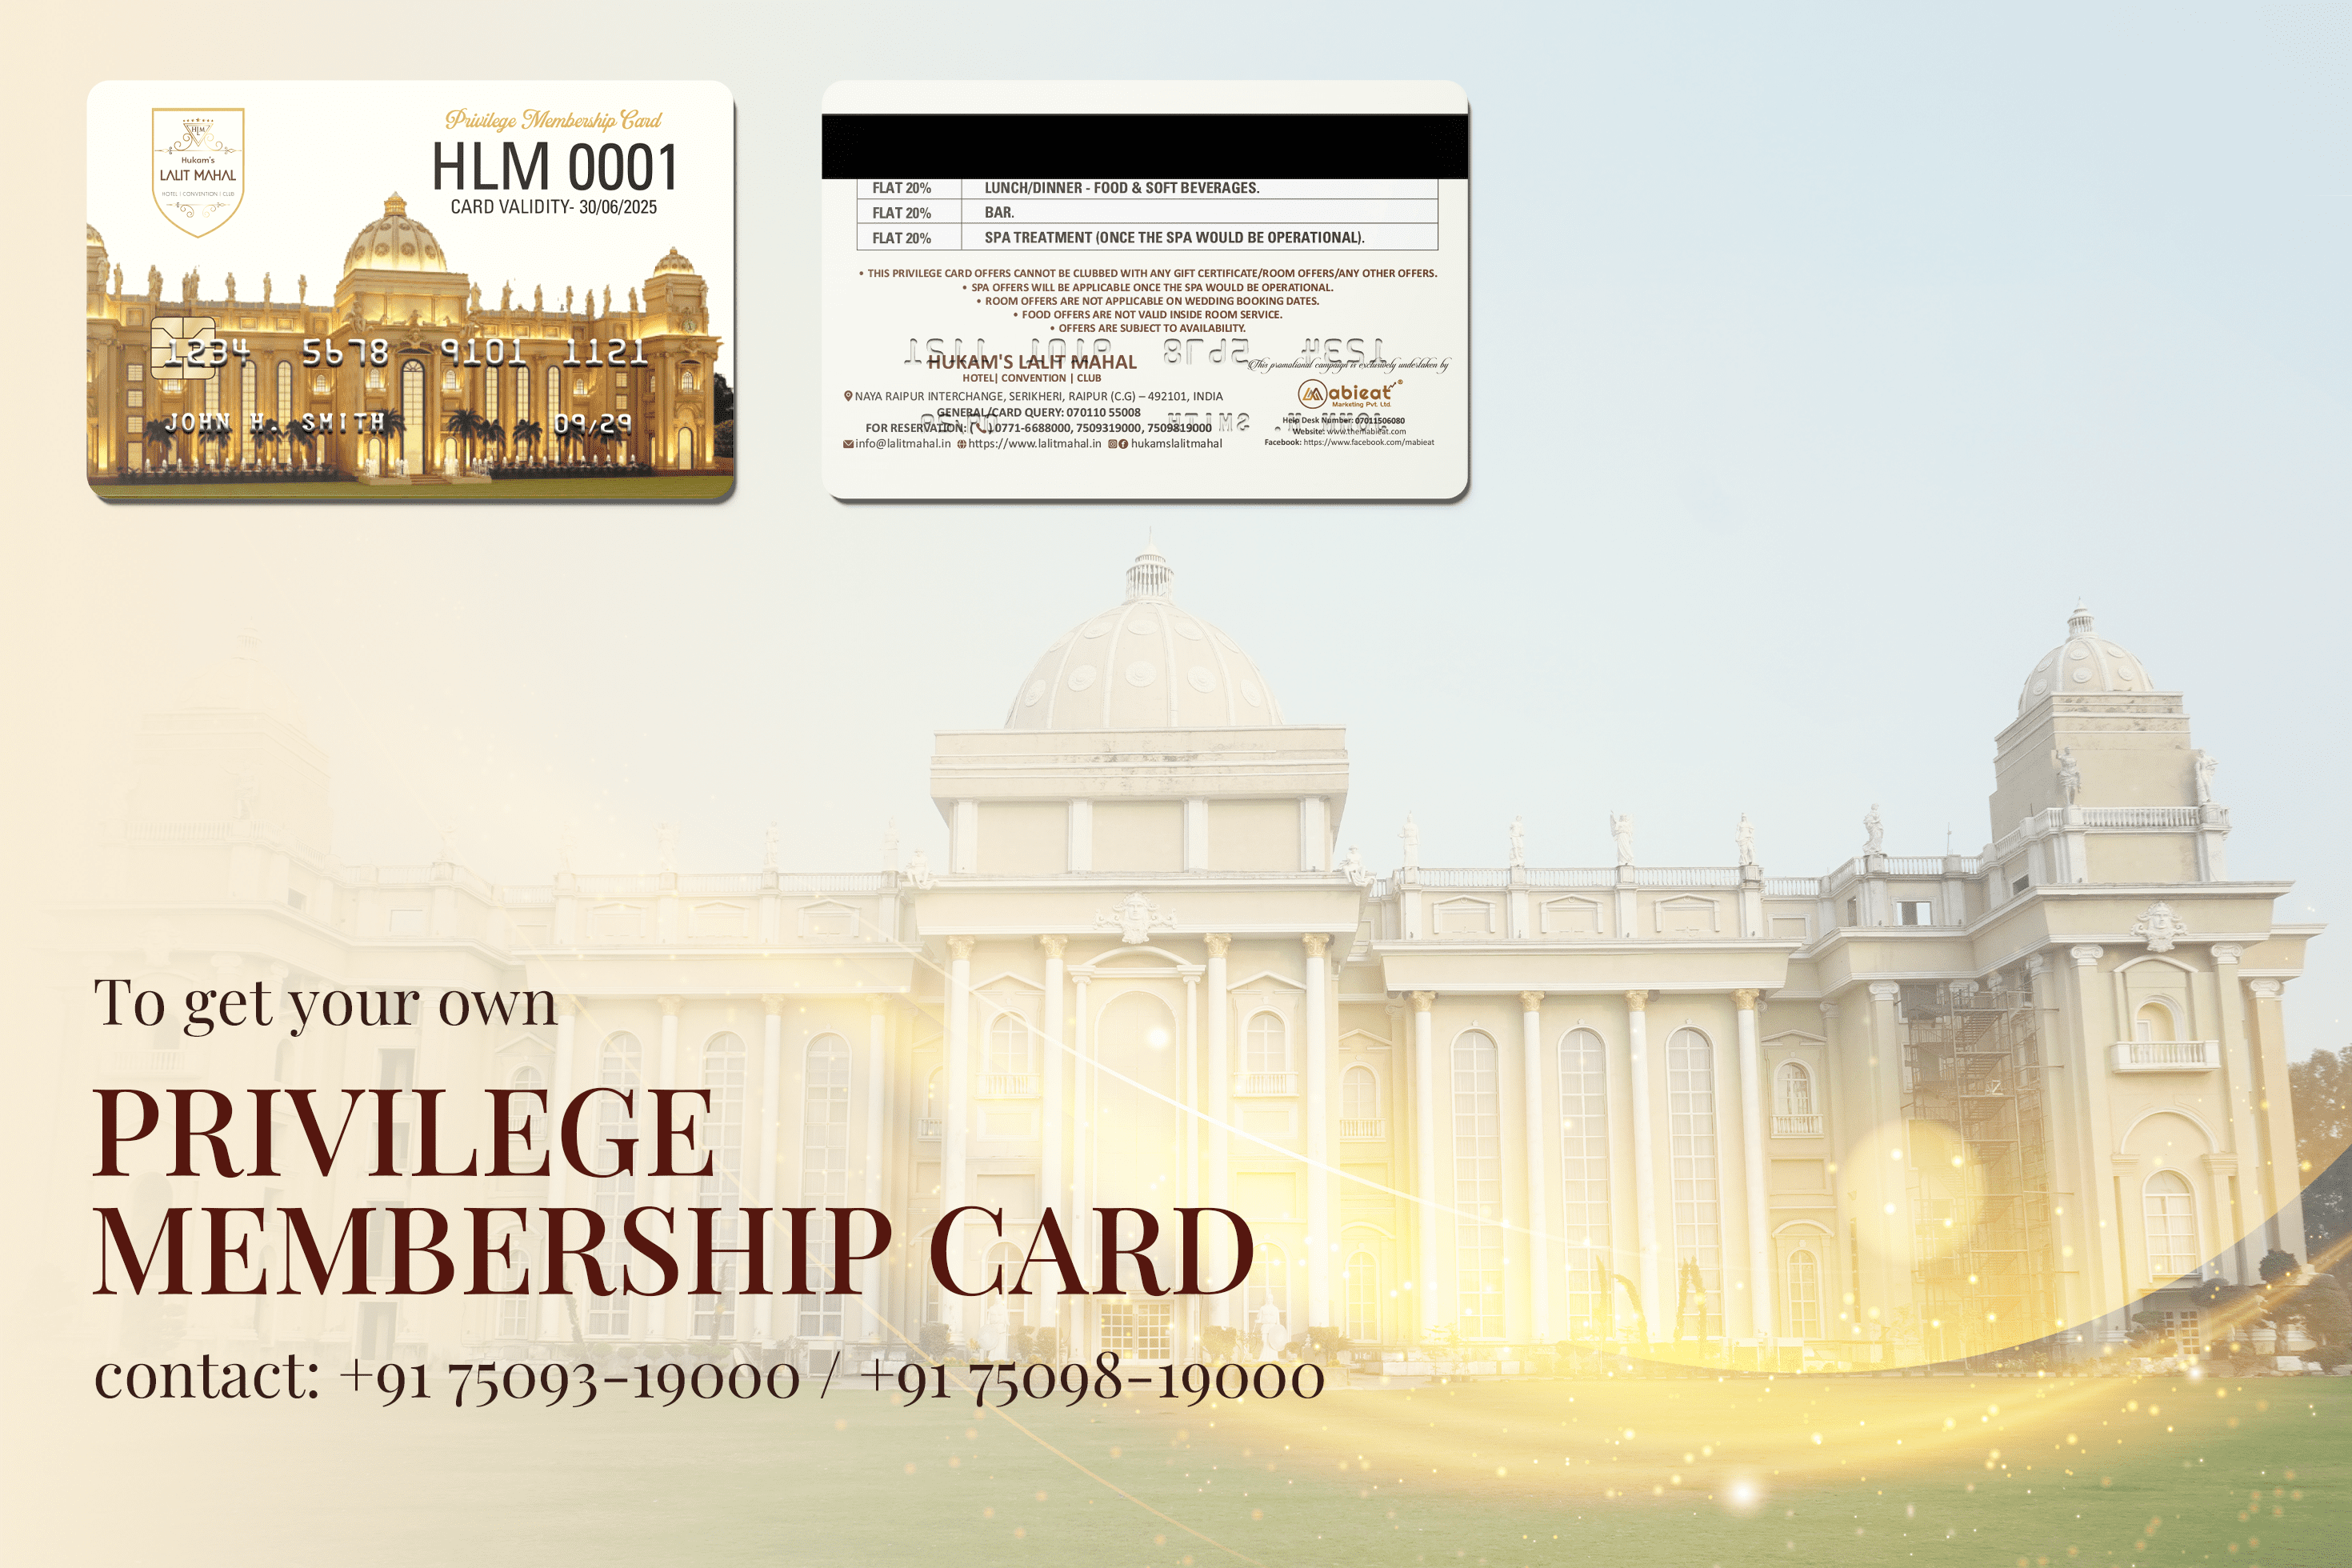 HLM
Hukam's
LALIT MAHAL
HOTEL | CONVENTION | CLUB
Privilege Membership Card
HLM 0001
CARD VALIDITY- 30/06/2025
1234 5678 9101 1121
JOHN H. SMITH 09/29
FLAT 20% LUNCH/DINNER - FOOD & SOFT BEVERAGES.
FLAT 20% BAR.
FLAT 20% SPA TREATMENT (ONCE THE SPA WOULD BE OPERATIONAL).
• THIS PRIVILEGE CARD OFFERS CANNOT BE CLUBBED WITH ANY GIFT CERTIFICATE/ROOM OFFERS/ANY OTHER OFFERS.
• SPA OFFERS WILL BE APPLICABLE ONCE THE SPA WOULD BE OPERATIONAL.
• ROOM OFFERS ARE NOT APPLICABLE ON WEDDING BOOKING DATES.
• FOOD OFFERS ARE NOT VALID INSIDE ROOM SERVICE.
• OFFERS ARE SUBJECT TO AVAILABILITY.
HUKAM'S LALIT MAHAL
HOTEL| CONVENTION | CLUB
NAYA RAIPUR INTERCHANGE, SERIKHERI, RAIPUR (C.G) – 492101, INDIA
GENERAL/CARD QUERY: 070110 55008
FOR RESERVATION: 0771-6688000, 7509319000, 7509819000
info@lalitmahal.in https://www.lalitmahal.in hukamslalitmahal
This promotional campaign is exclusively undertaken by
Mabieat®
Marketing Pvt. Ltd.
Help Desk Number: 07011506080
Website: www.themabieat.com
Facebook: https://www.facebook.com/mabieat
To get your own
PRIVILEGE
MEMBERSHIP CARD
contact: +91 75093-19000 / +91 75098-19000